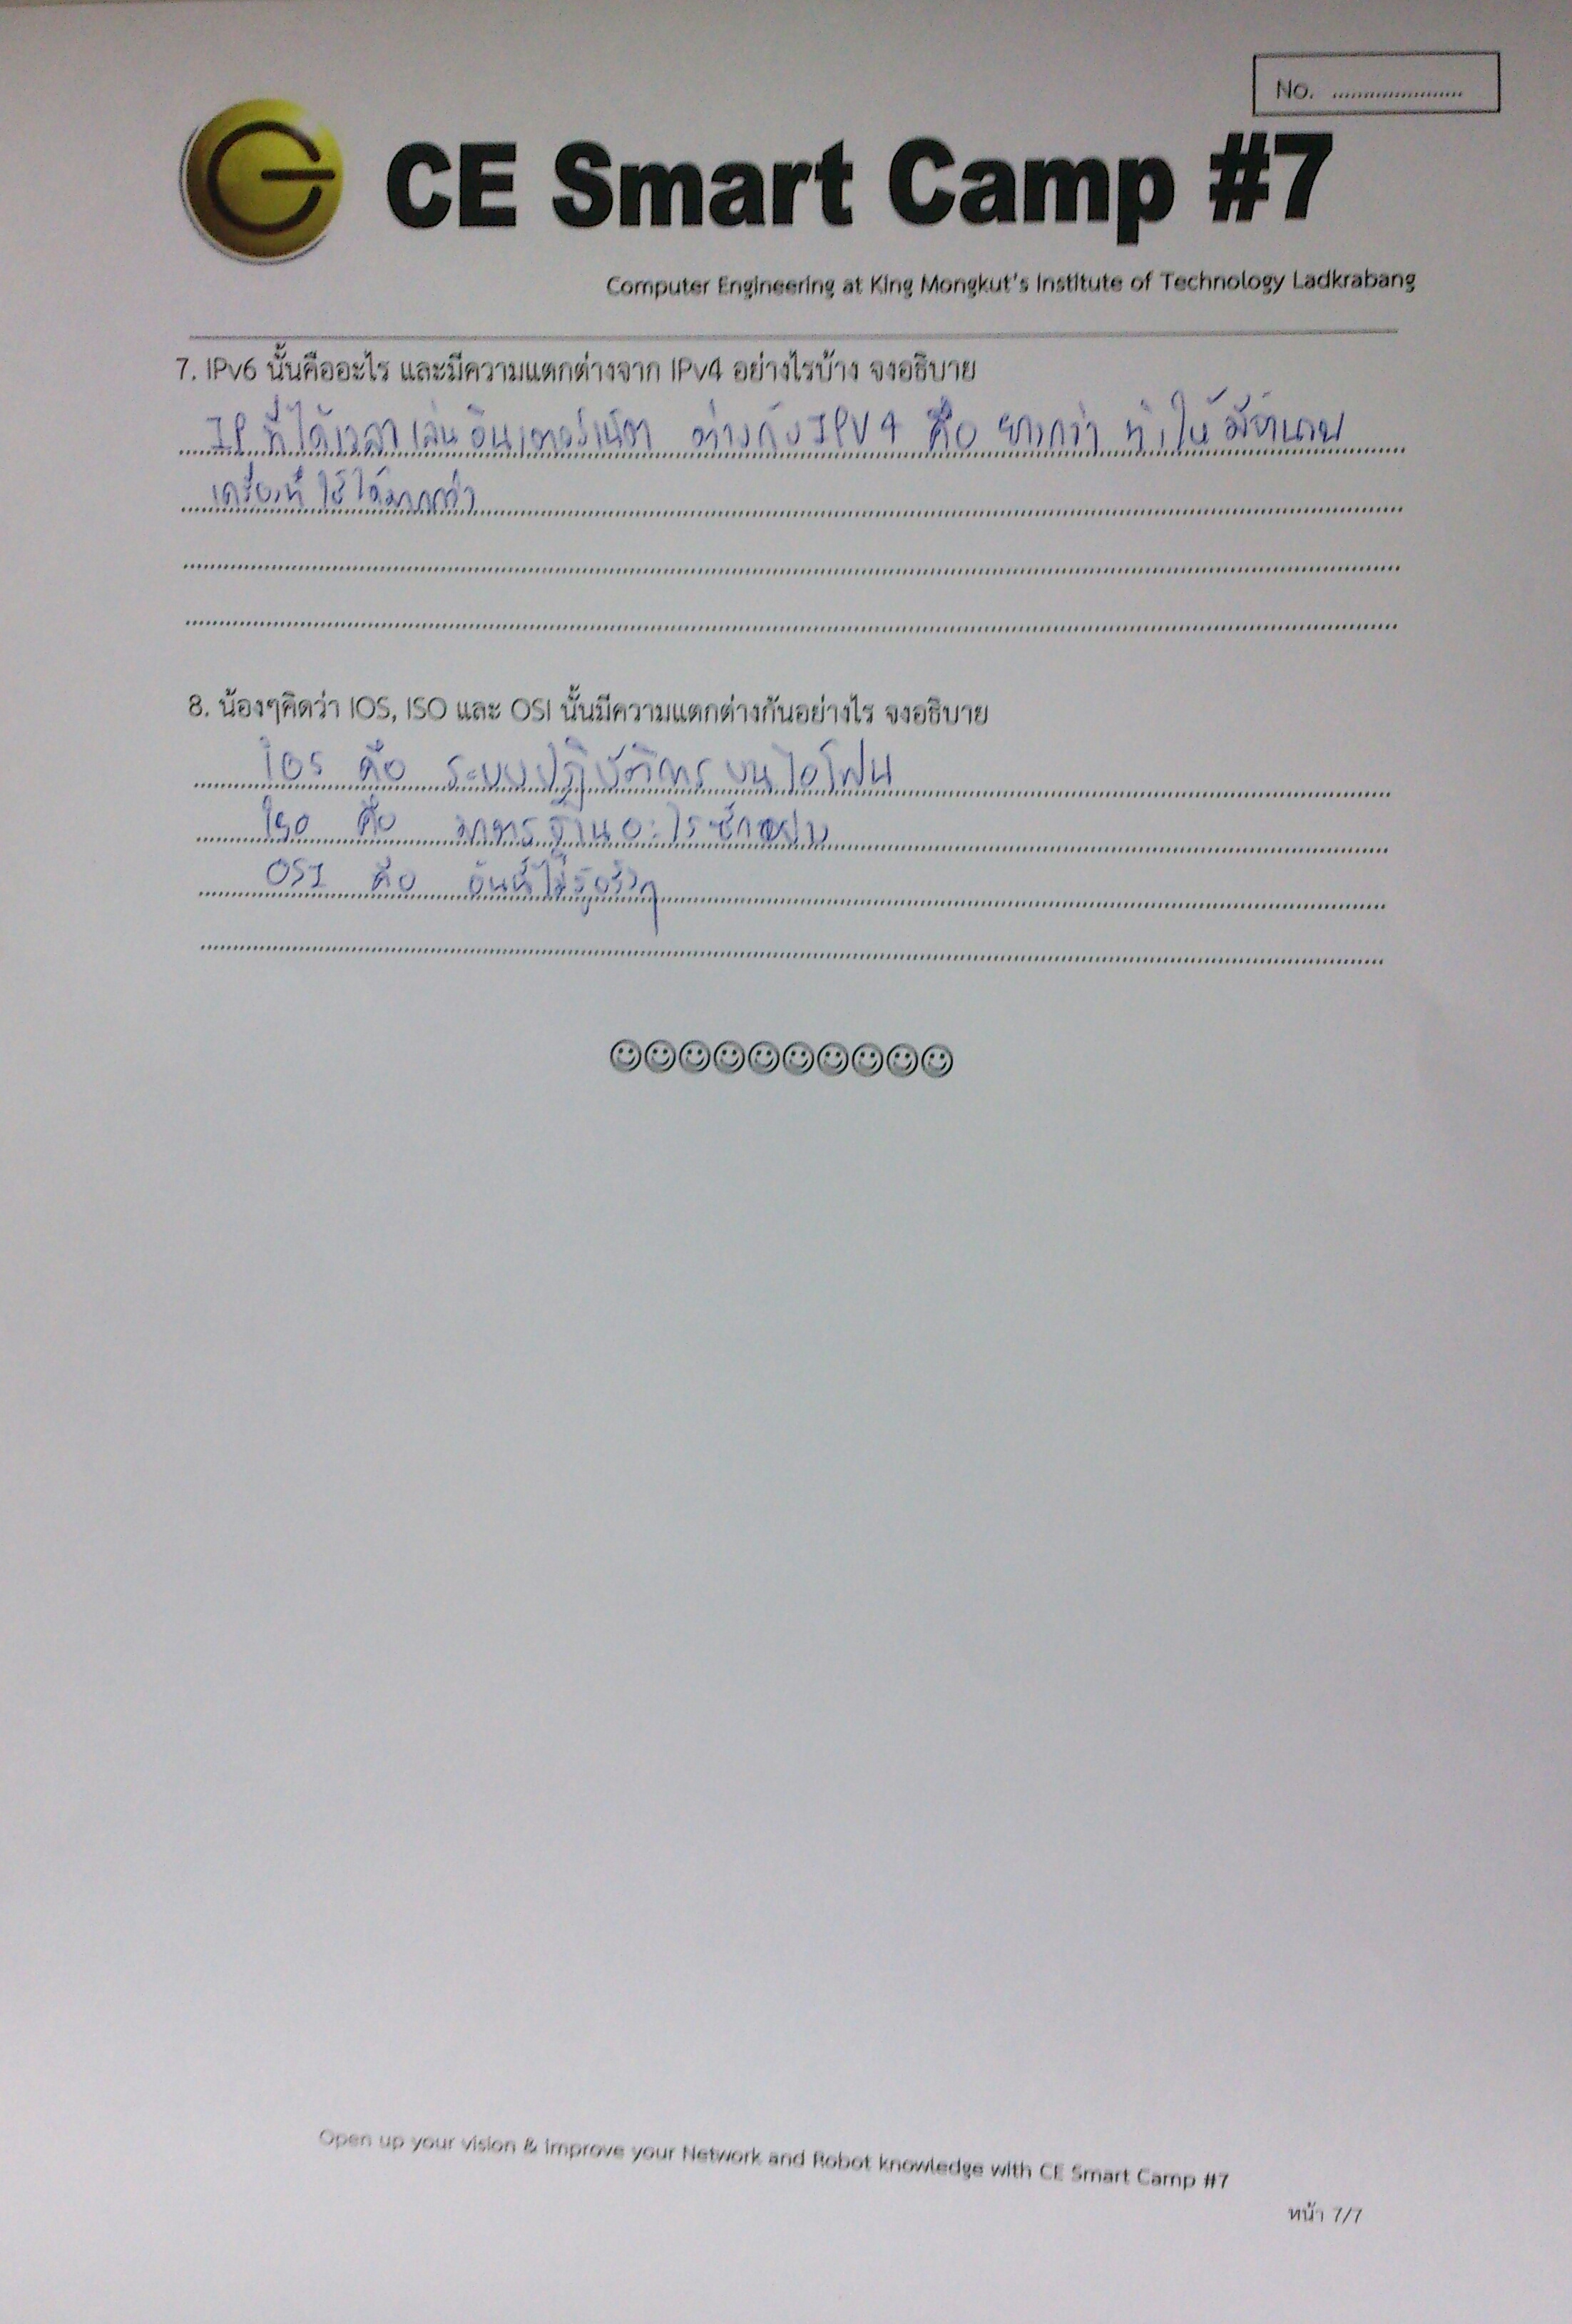 No. ......................
CE Smart Camp #7
Computer Engineering at King Mongkut's Institute of Technology Ladkrabang
7. IPv6 นั้นคืออะไร และมีความแตกต่างจาก IPv4 อย่างไรบ้าง จงอธิบาย
IP ที่ได้เวลาเล่นอินเตอร์เน็ต ต่างกับ IPV4 คือ ยาวกว่า ทำให้มีจำนวน
เครื่องที่ใช้ได้มากกว่า
8. น้องๆคิดว่า IOS, ISO และ OSI นั้นมีความแตกต่างกันอย่างไร จงอธิบาย
ios คือ ระบบปฏิบัติการบนไอโฟน
iso คือ มาตรฐานอะไรซักอย่าง
OSI คือ อันนี้ไม่รู้จริงๆ
☺☺☺☺☺☺☺☺☺☺
Open up your vision & improve your Network and Robot knowledge with CE Smart Camp #7
หน้า 7/7